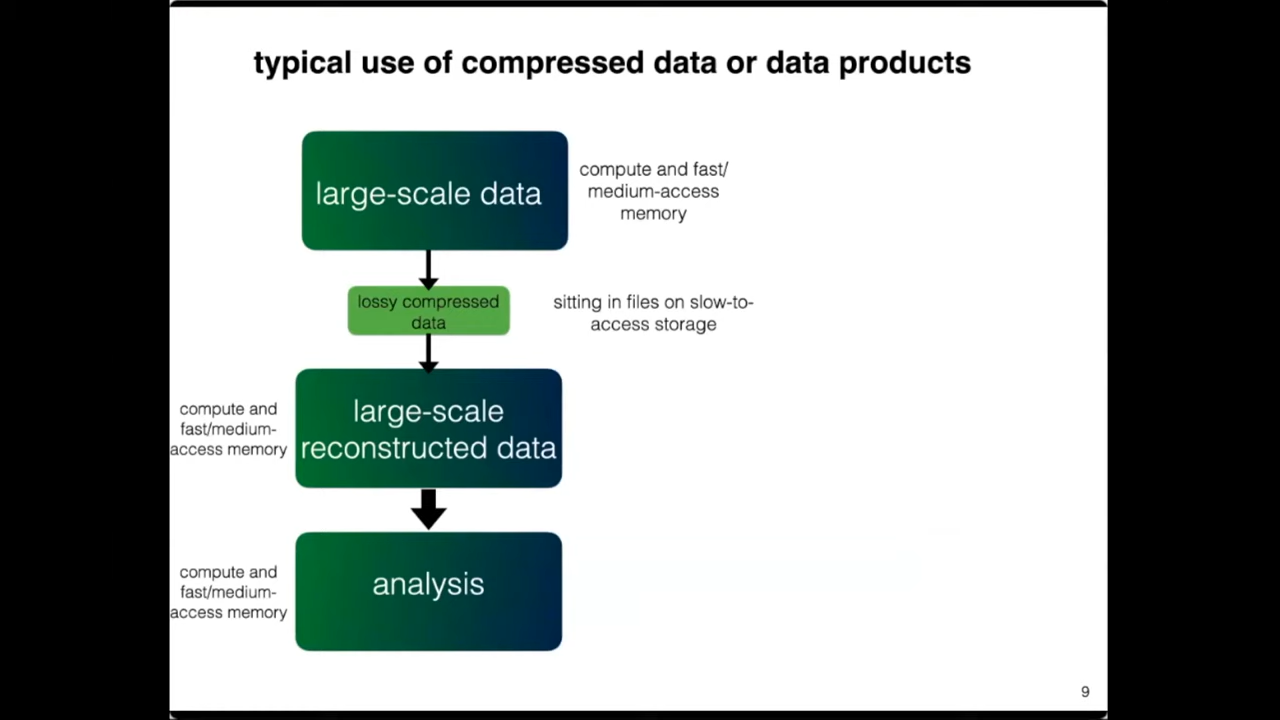 typical use of compressed data or data products
large-scale data
compute and fast/
medium-access
memory
lossy compressed
data
sitting in files on slow-to-
access storage
compute and
fast/medium-
access memory
large-scale
reconstructed data
compute and
fast/medium-
access memory
analysis
9